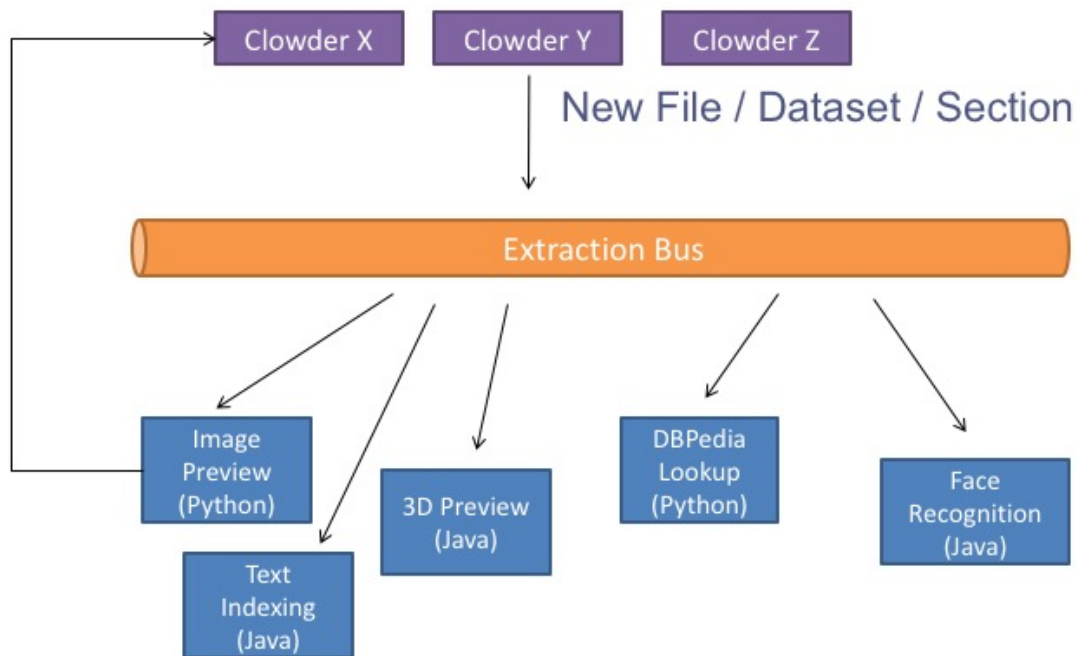 Clowder X
Clowder Y
Clowder Z
New File / Dataset / Section
Extraction Bus
Image
Preview
(Python)
Text
Indexing
(Java)
3D Preview
(Java)
DBPedia
Lookup
(Python)
Face
Recognition
(Java)